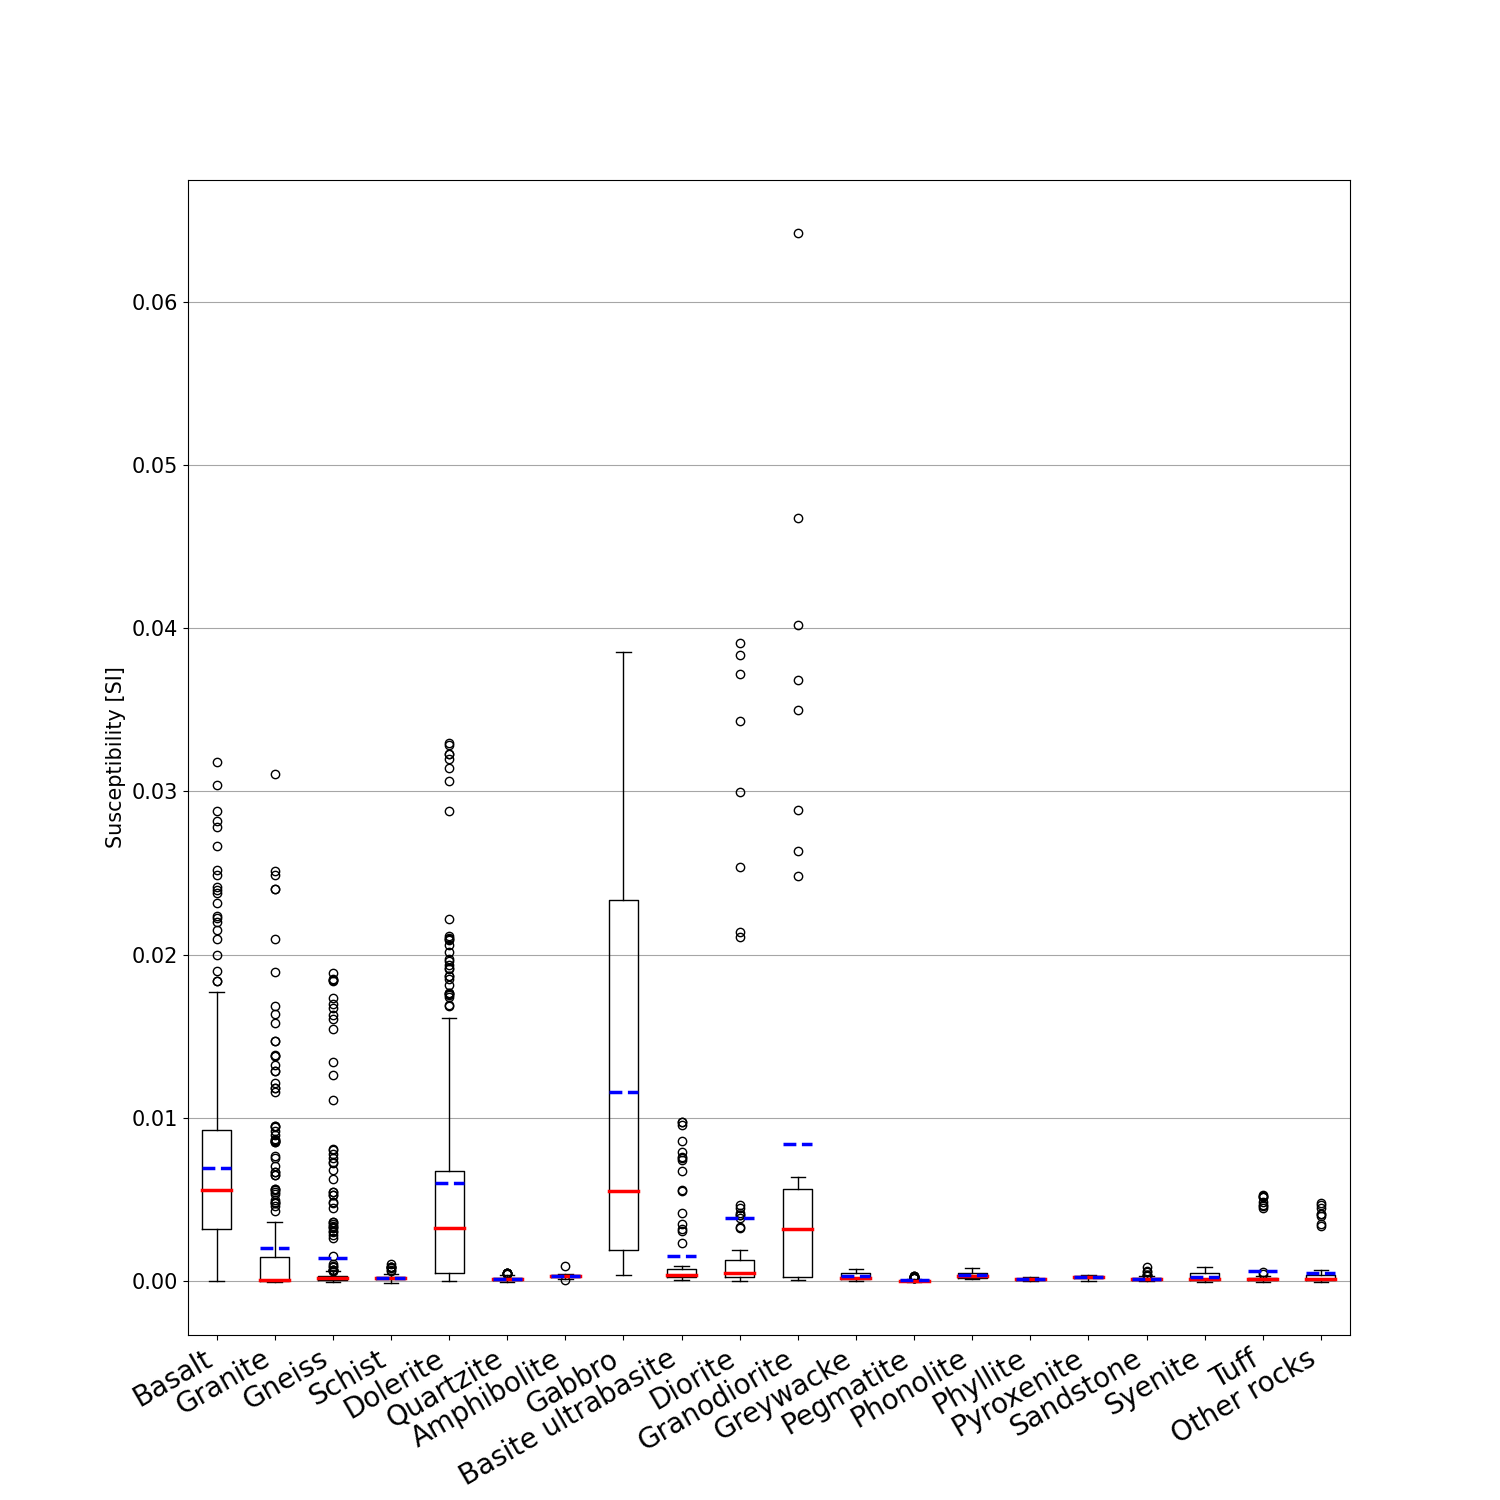 0.06
0.05
0.04
0.03
0.02
0.01
0.00
Susceptibility [SI]
Basalt
Granite
Gneiss
Schist
Dolerite
Quartzite
Amphibolite
Gabbro
Basite ultrabasite
Diorite
Granodiorite
Greywacke
Pegmatite
Phonolite
Phyllite
Pyroxenite
Sandstone
Syenite
Tuff
Other rocks